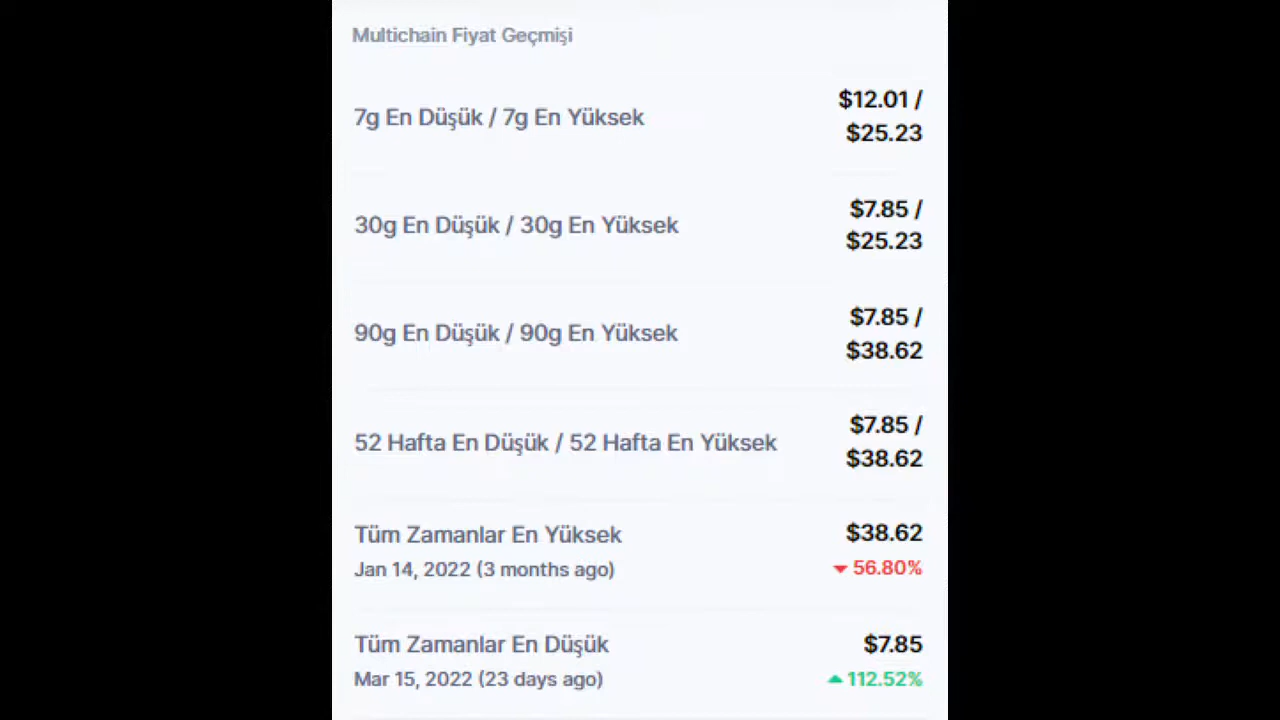 Multichain Fiyat Geçmişi
7g En Düşük / 7g En Yüksek
$12.01 /
$25.23
30g En Düşük / 30g En Yüksek
$7.85 /
$25.23
90g En Düşük / 90g En Yüksek
$7.85 /
$38.62
52 Hafta En Düşük / 52 Hafta En Yüksek
$7.85 /
$38.62
Tüm Zamanlar En Yüksek
$38.62
Jan 14, 2022 (3 months ago)
56.80%
Tüm Zamanlar En Düşük
$7.85
Mar 15, 2022 (23 days ago)
112.52%